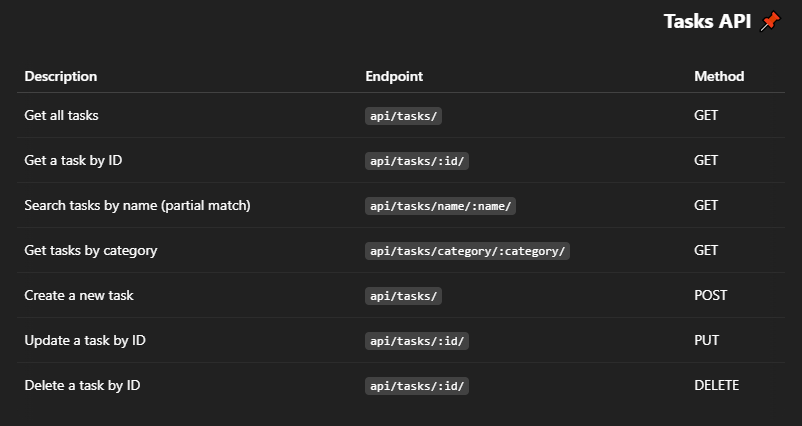 Tasks API 📌
Description Endpoint Method
Get all tasks api/tasks/ GET
Get a task by ID api/tasks/:id/ GET
Search tasks by name (partial match) api/tasks/name/:name/ GET
Get tasks by category api/tasks/category/:category/ GET
Create a new task api/tasks/ POST
Update a task by ID api/tasks/:id/ PUT
Delete a task by ID api/tasks/:id/ DELETE